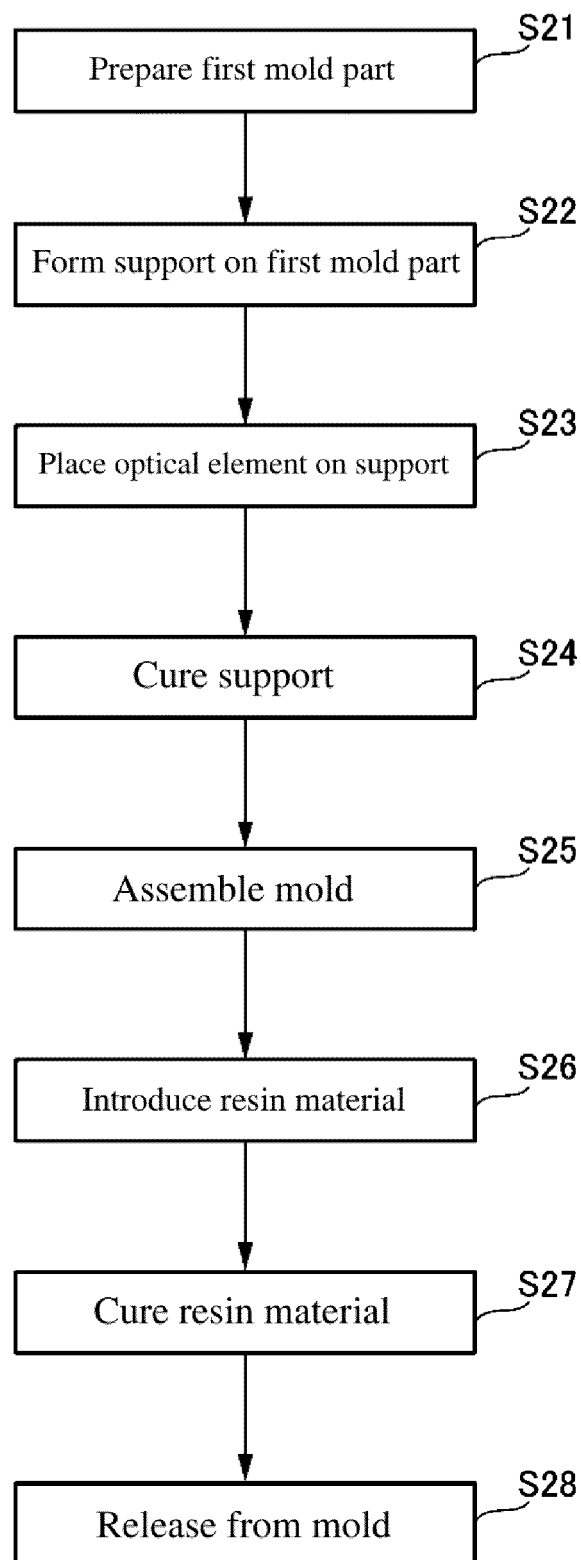 S21
Prepare first mold part
S22
Form support on first mold part
S23
Place optical element on support
S24
Cure support
S25
Assemble mold
S26
Introduce resin material
S27
Cure resin material
S28
Release from mold